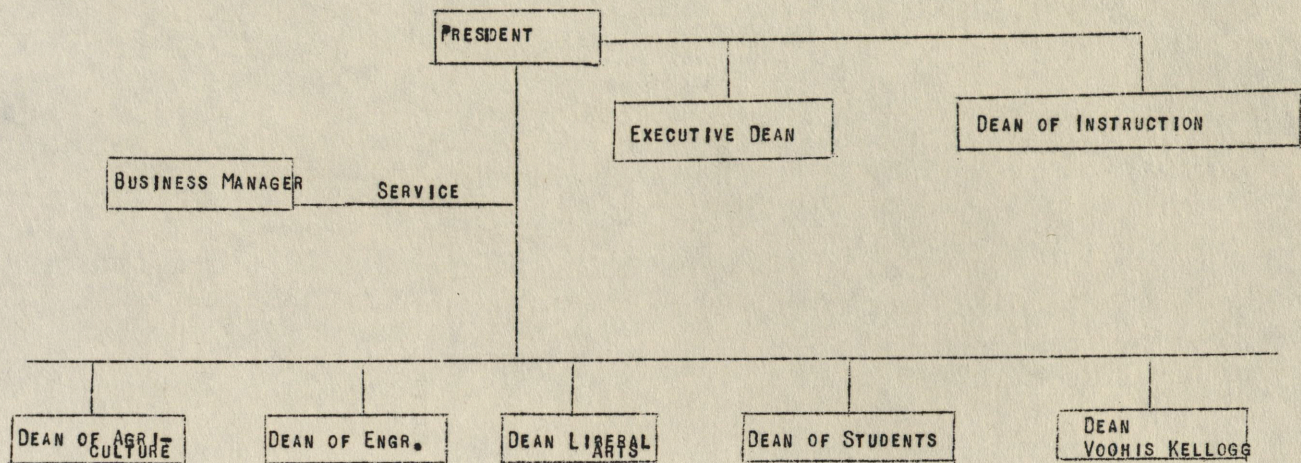 PRESIDENT
EXECUTIVE DEAN
DEAN OF INSTRUCTION
BUSINESS MANAGER
SERVICE
DEAN OF AGRI-
CULTURE
DEAN OF ENGR.
DEAN LIBERAL
ARTS
DEAN OF STUDENTS
DEAN
VOOHIS KELLOGG